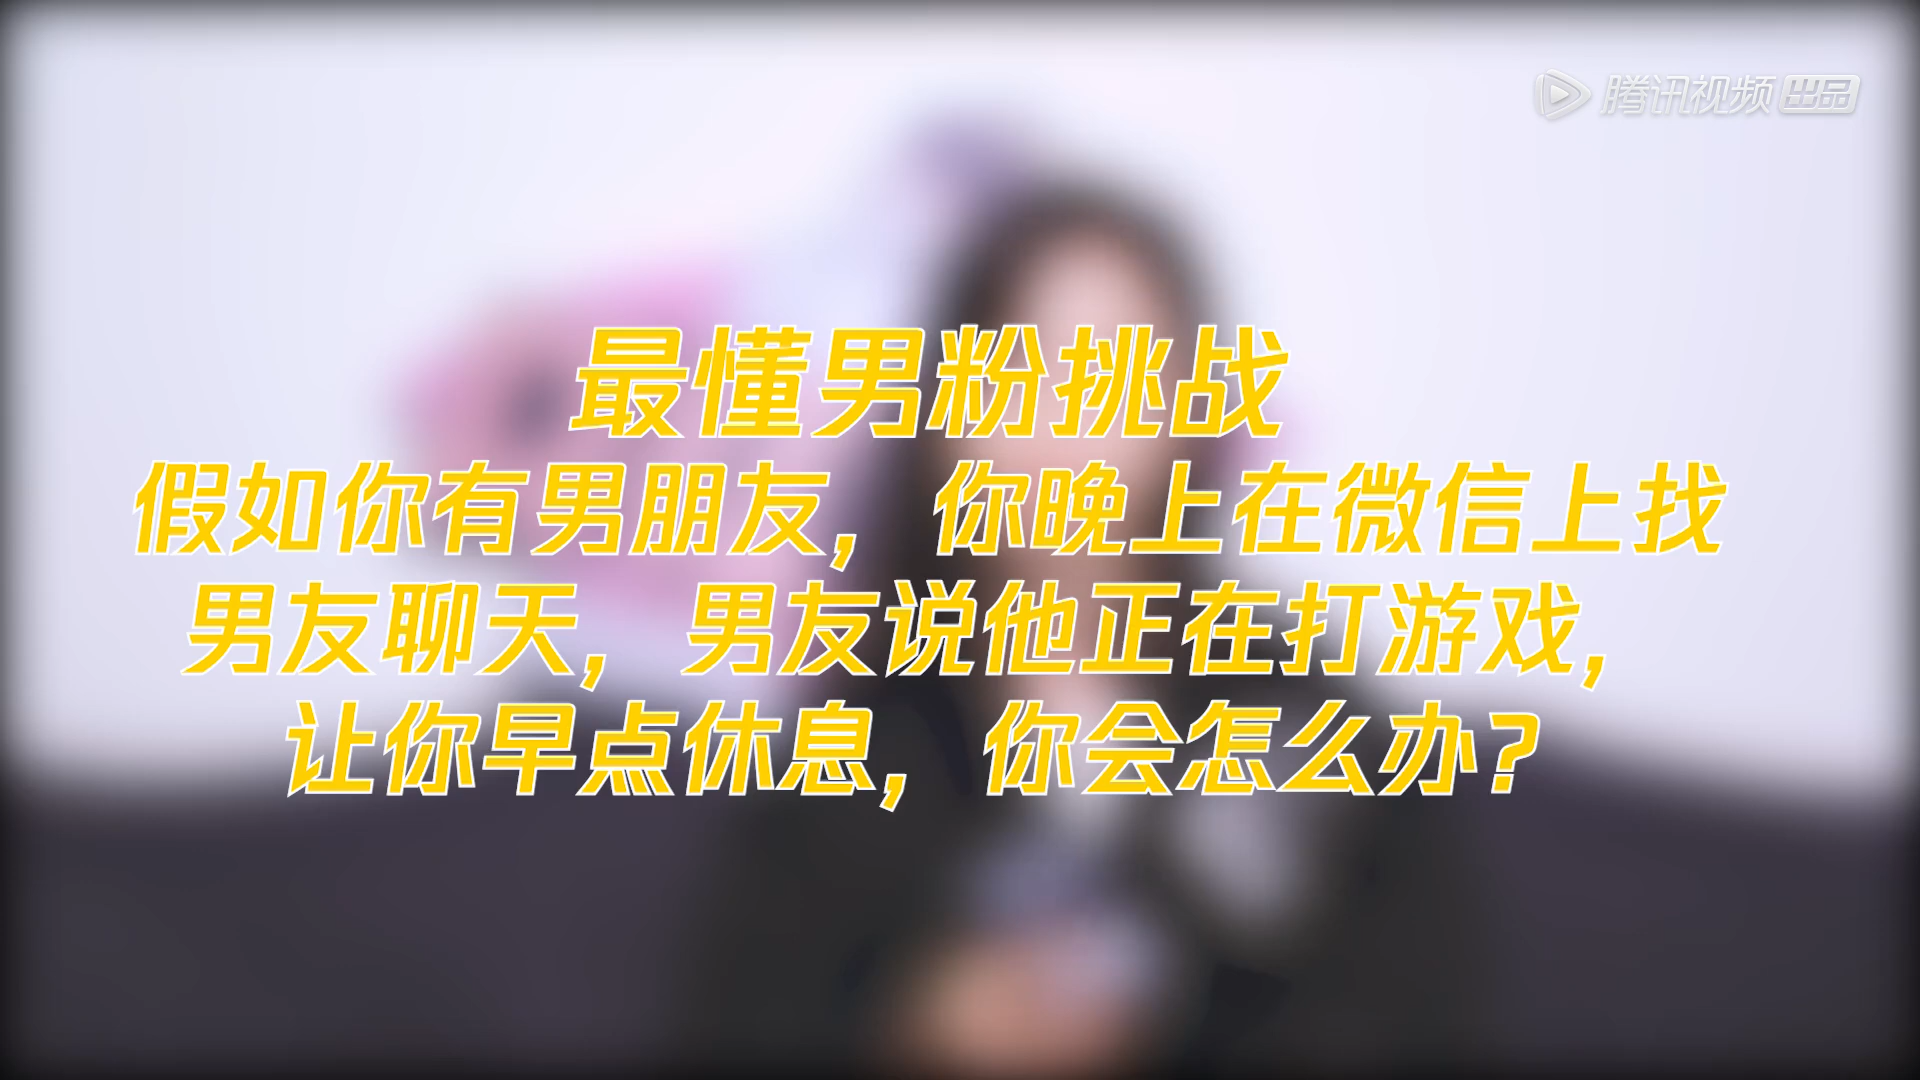 腾讯视频 出品
最懂男粉挑战
假如你有男朋友，你晚上在微信上找
男友聊天，男友说他正在打游戏，
让你早点休息，你会怎么办？